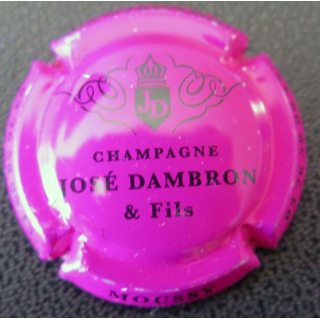 JD
CHAMPAGNE
JOSÉ DAMBRON
& Fils
MOUSSY